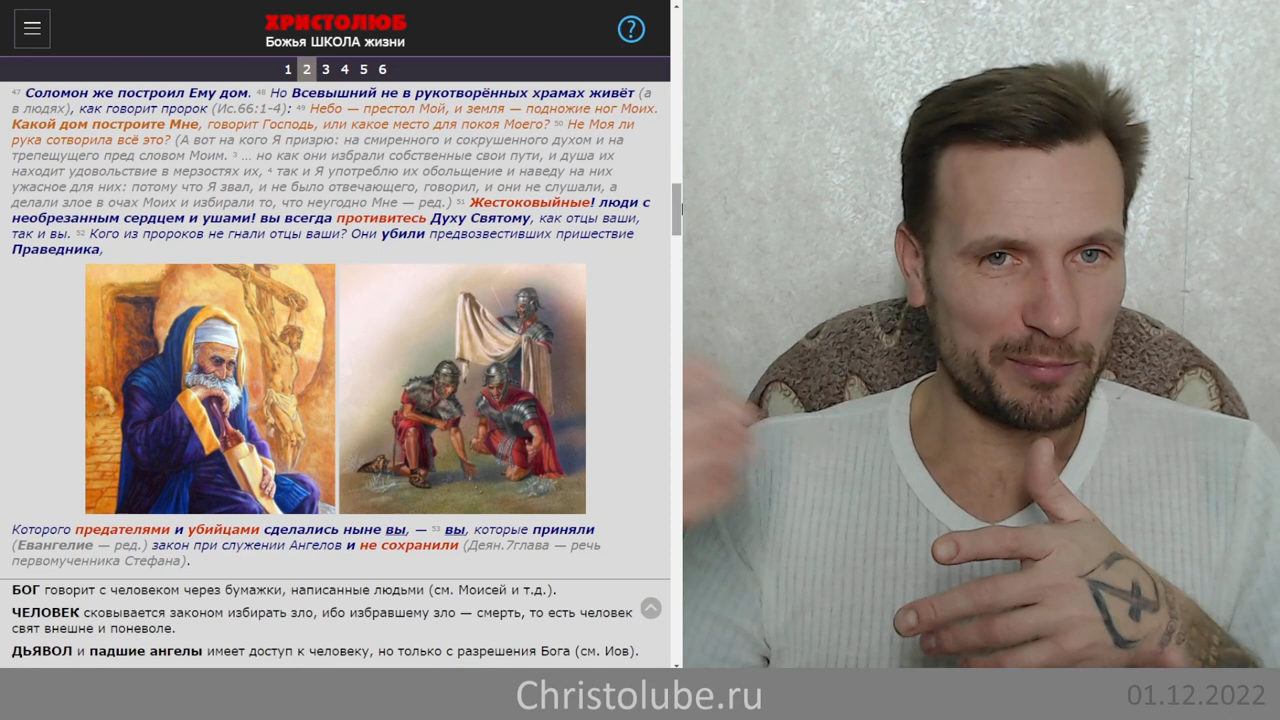 ХРИСТОЛЮБ
Божья ШКОЛА жизни
?
1 2 3 4 5 6
47 Соломон же построил Ему дом. 48 Но Всевышний не в рукотворённых храмах живёт (а
в людях), как говорит пророк (Ис.66:1-4): 49 Небо — престол Мой, и земля — подножие ног Моих.
Какой дом построите Мне, говорит Господь, или какое место для покоя Моего? 50 Не Моя ли
рука сотворила всё это? (А вот на кого Я призрю: на смиренного и сокрушенного духом и на
трепещущего пред словом Моим. 3 ... но как они избрали собственные свои пути, и душа их
находит удовольствие в мерзостях их, 4 так и Я употреблю их обольщение и наведу на них
ужасное для них: потому что Я звал, и не было отвечающего, говорил, и они не слушали, а
делали злое в очах Моих и избирали то, что неугодно Мне — ред.) 51 Жестоковыйные! люди с
необрезанным сердцем и ушами! вы всегда противитесь Духу Святому, как отцы ваши,
так и вы. 52 Кого из пророков не гнали отцы ваши? Они убили предвозвестивших пришествие
Праведника,
Которого предателями и убийцами сделались ныне вы, — 53 вы, которые приняли
(Евангелие — ред.) закон при служении Ангелов и не сохранили (Деян.7глава — речь
первомученника Стефана).
БОГ говорит с человеком через бумажки, написанные людьми (см. Моисей и т.д.).
ЧЕЛОВЕК сковывается законом избирать зло, ибо избравшему зло — смерть, то есть человек
свят внешне и поневоле.
ДЬЯВОЛ и падшие ангелы имеет доступ к человеку, но только с разрешения Бога (см. Иов).
Christolube.ru
01.12.2022